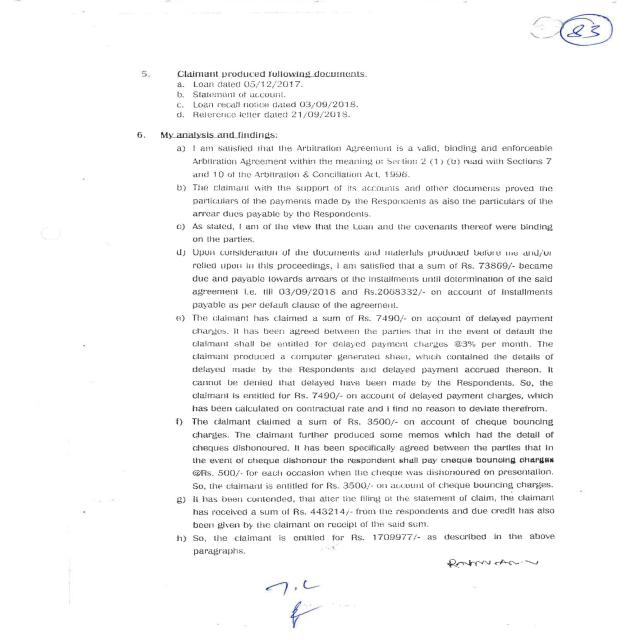 83
5. Claimant produced following documents.
a. Loan dated 05/12/2017.
b. Statement of account.
c. Loan recall notice dated 03/09/2018.
d. Reference letter dated 21/09/2018.
6. My analysis and findings:
a) I am satisfied that the Arbitration Agreement is a valid, binding and enforceable
Arbitration Agreement within the meaning of Section 2 (1) (b) read with Sections 7
and 10 of the Arbitration & Conciliation Act, 1996.
b) The claimant with the support of its accounts and other documents proved the
particulars of the payments made by the Respondents as also the particulars of the
arrear dues payable by the Respondents.
c) As stated, I am of the view that the Loan and the covenants thereof were binding
on the parties.
d) Upon consideration of the documents and materials produced before me and/or
relied upon in this proceedings, I am satisfied that a sum of Rs. 73869/- became
due and payable towards arrears of the installments until determination of the said
agreement i.e. till 03/09/2018 and Rs.2068332/- on account of Installments
payable as per default clause of the agreement.
e) The claimant has claimed a sum of Rs. 7490/- on account of delayed payment
charges. It has been agreed between the parties that in the event of default the
claimant shall be entitled for delayed payment charges @3% per month. The
claimant produced a computer generated sheet, which contained the details of
delayed made by the Respondents and delayed payment accrued thereon. It
cannot be denied that delayed have been made by the Respondents. So, the
claimant is entitled for Rs. 7490/- on account of delayed payment charges, which
has been calculated on contractual rate and I find no reason to deviate therefrom.
f) The claimant claimed a sum of Rs. 3500/- on account of cheque bouncing
charges. The claimant further produced some memos which had the detail of
cheques dishonoured. It has been specifically agreed between the parties that in
the event of cheque dishonour the respondent shall pay cheque bouncing charges
@Rs. 500/- for each occasion when the cheque was dishonoured on presentation.
So, the claimant is entitled for Rs. 3500/- on account of cheque bouncing charges.
g) It has been contended, that after the filing of the statement of claim, the claimant
has received a sum of Rs. 443214/- from the respondents and due credit has also
been given by the claimant on receipt of the said sum.
h) So, the claimant is entitled for Rs. 1709977/- as described in the above
paragraphs.